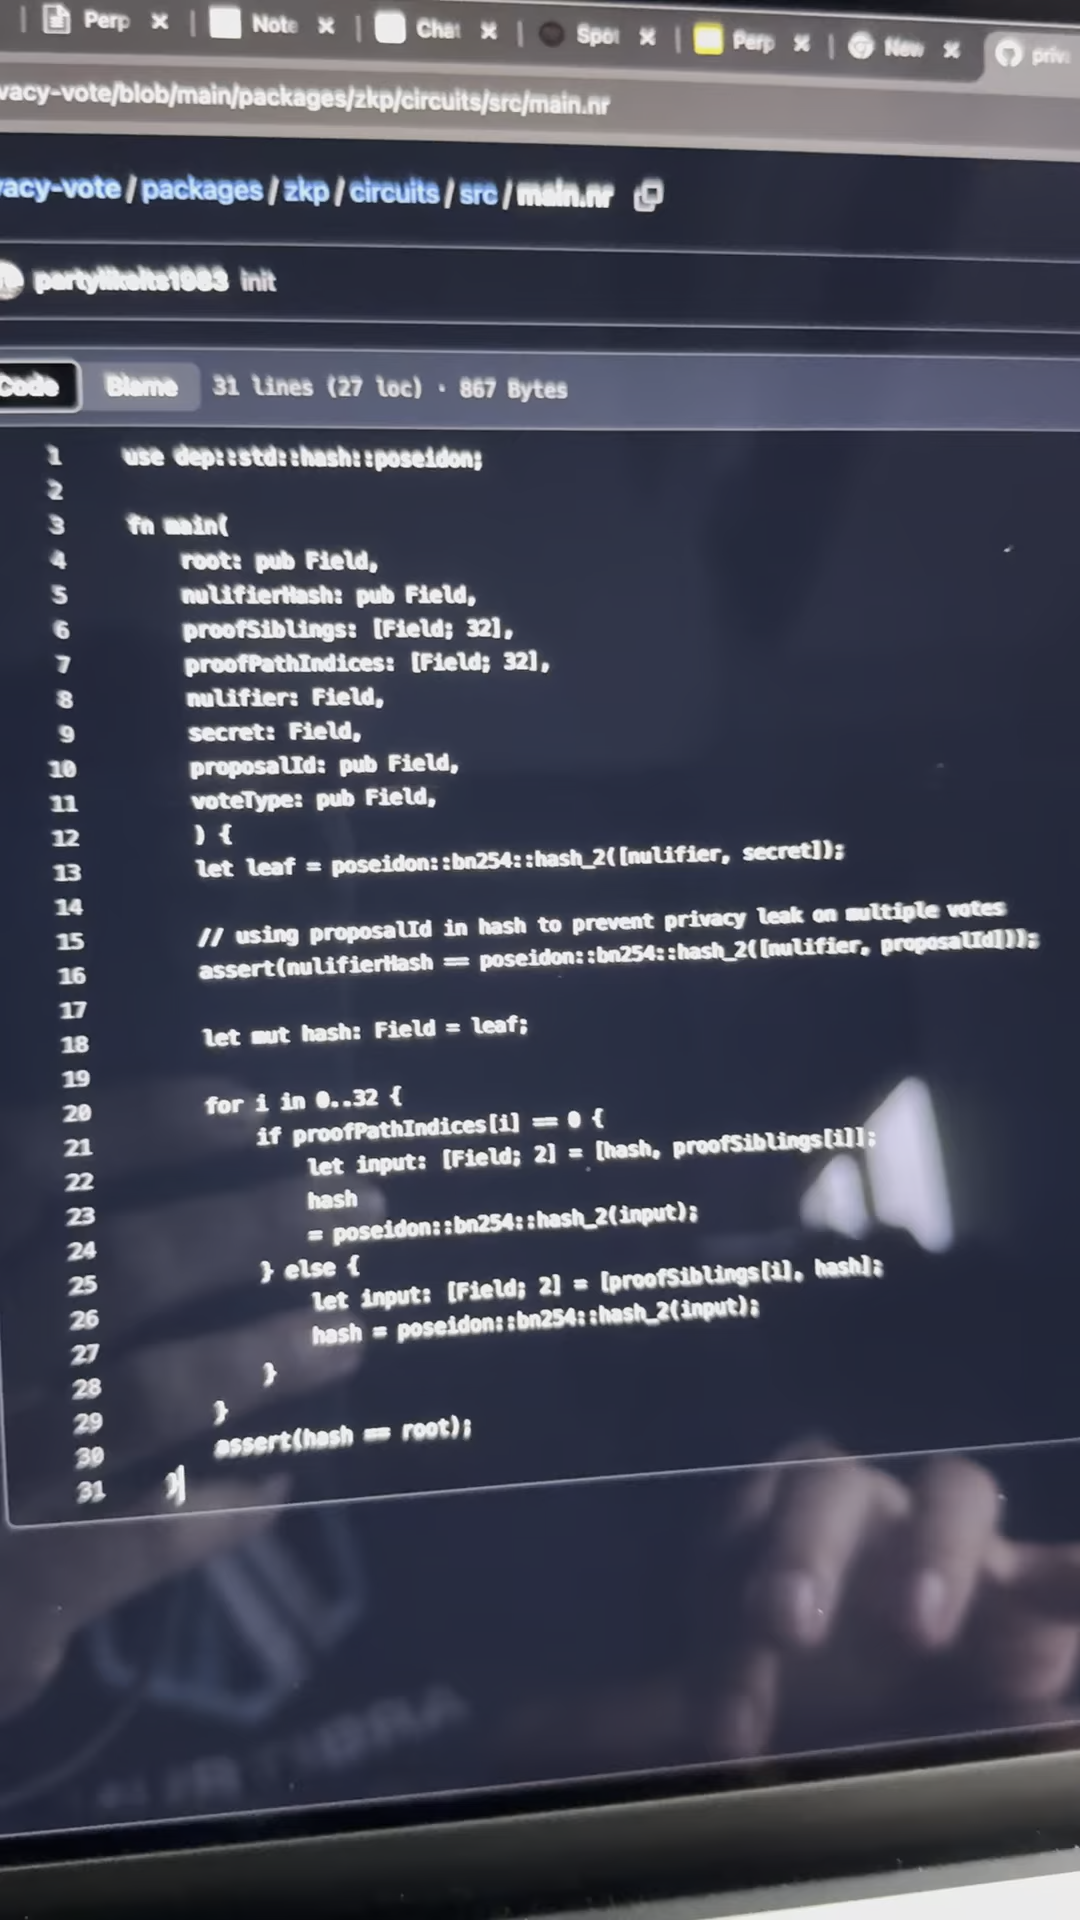 Perp
Note
Chat
Spot
Perp
New
priv
vacy-vote/blob/main/packages/zkp/circuits/src/main.nr
vacy-vote / packages / zkp / circuits / src / main.nr
partylikeits1983 init
Code Blame 31 lines (27 loc) · 867 Bytes
1 use dep::std::hash::poseidon;
2
3 fn main(
4 root: pub Field,
5 nulifierHash: pub Field,
6 proofSiblings: [Field; 32],
7 proofPathIndices: [Field; 32],
8 nulifier: Field,
9 secret: Field,
10 proposalId: pub Field,
11 voteType: pub Field,
12 ) {
13 let leaf = poseidon::bn254::hash_2([nulifier, secret]);
14
15 // using proposalId in hash to prevent privacy leak on multiple votes
16 assert(nulifierHash == poseidon::bn254::hash_2([nulifier, proposalId]));
17
18 let mut hash: Field = leaf;
19
20 for i in 0..32 {
21 if proofPathIndices[i] == 0 {
22 let input: [Field; 2] = [hash, proofSiblings[i]];
23 hash
24 = poseidon::bn254::hash_2(input);
25 } else {
26 let input: [Field; 2] = [proofSiblings[i], hash];
27 hash = poseidon::bn254::hash_2(input);
28 }
29 }
30 assert(hash == root);
31 }